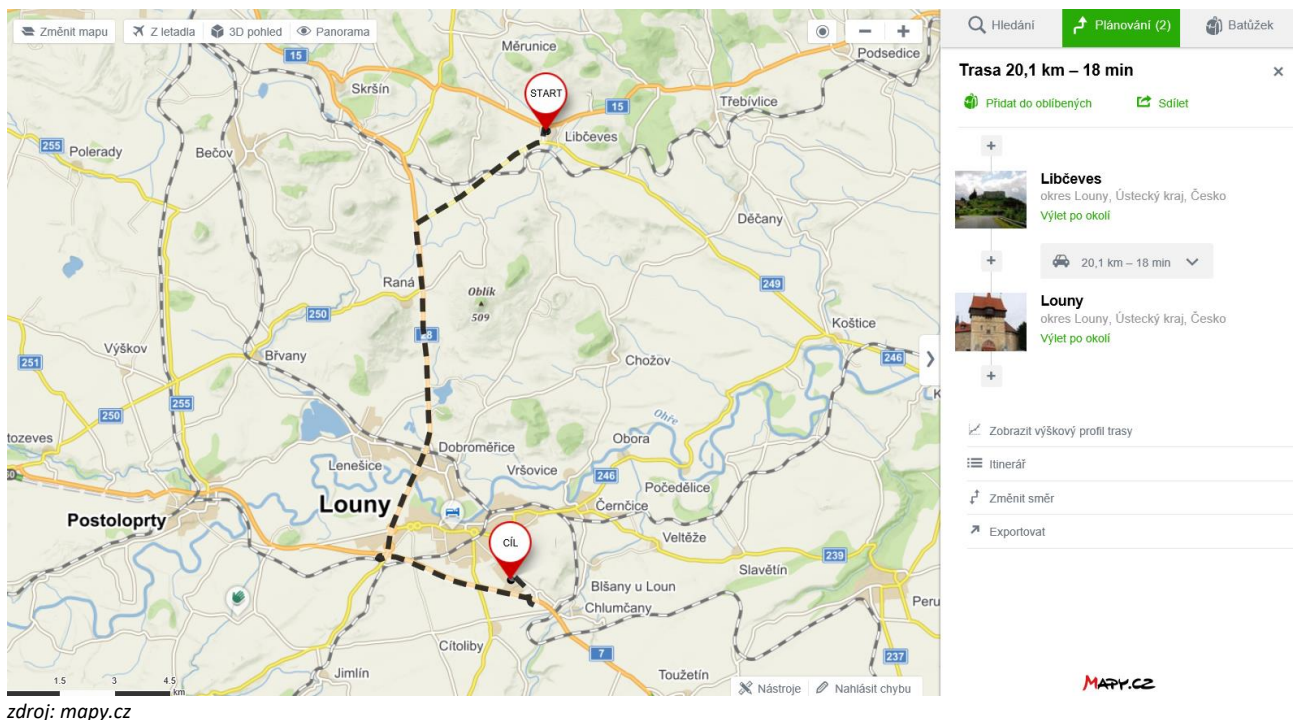 Změnit mapu
Z letadla
3D pohled
Panorama
Hledání
Plánování (2)
Batůžek
Trasa 20,1 km – 18 min
Přidat do oblíbených
Sdílet
Libčeves
okres Louny, Ústecký kraj, Česko
Výlet po okolí
20,1 km – 18 min
Louny
okres Louny, Ústecký kraj, Česko
Výlet po okolí
Zobrazit výškový profil trasy
Itinerář
Změnit směr
Exportovat
MAPY.CZ
Měrunice
Podsedice
15
Skršín
START
15
Třebívlice
255
Polerady
Bečov
Libčeves
Děčany
Raná
Oblík
509
249
250
Koštice
28
Výškov
Břvany
Chožov
246
251
255
250
Ohře
tozeves
Dobroměřice
Obora
Lenešice
Vršovice
246
Počedělice
Louny
Černčice
Postoloprty
CÍL
Veltěže
239
Slavětín
Blšany u Loun
Chlumčany
Peru
Cítoliby
7
237
Jimlín
Toužetín
1.5 3 4.5
km
Nástroje
Nahlásit chybu
zdroj: mapy.cz